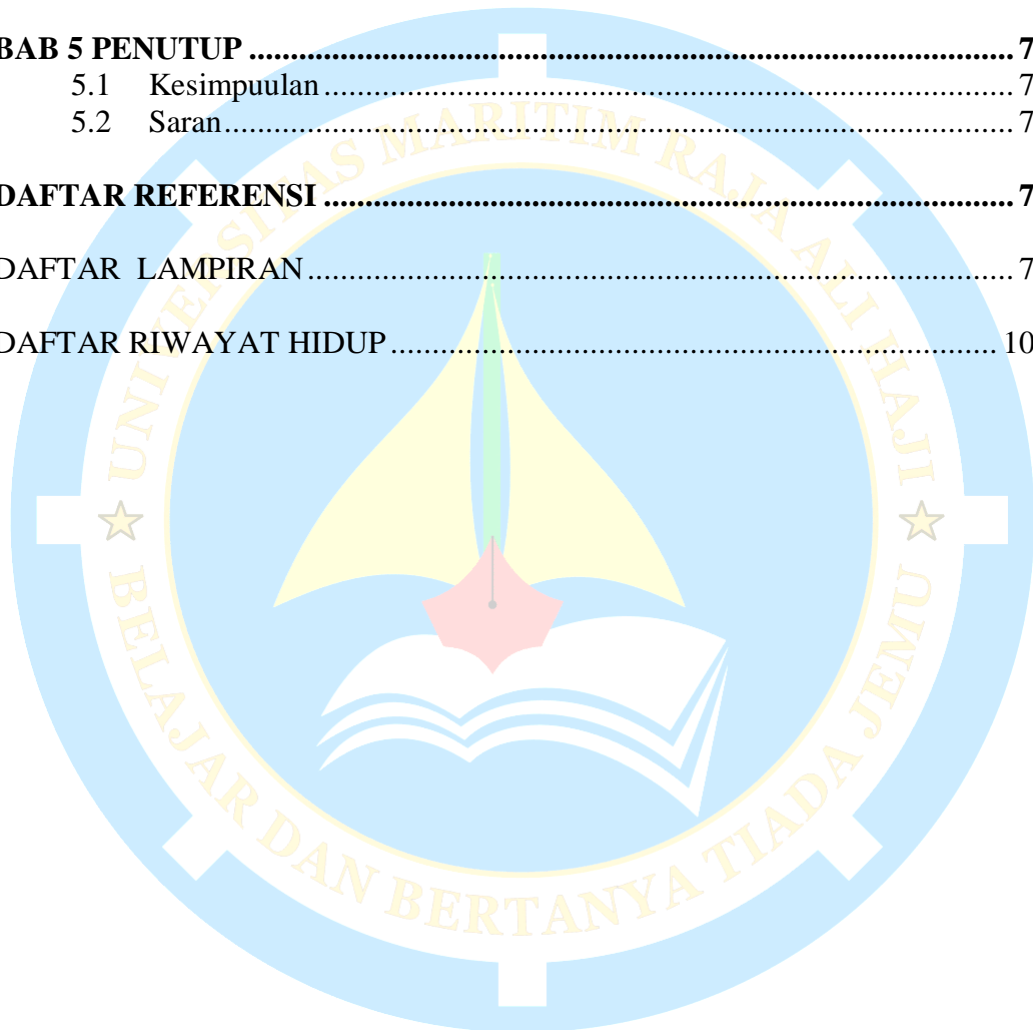 BAB 5 PENUTUP ........................................................................................... 7
5.1 Kesimpuulan ................................................................................... 7
5.2 Saran................................................................................................ 7
DAFTAR REFERENSI .................................................................................. 7
DAFTAR LAMPIRAN...................................................................................... 7
DAFTAR RIWAYAT HIDUP ......................................................................... 10
UNIVERSITAS MARITIM RAJA ALI HAJI
BELAJAR DAN BERTANYA TIADA JEMU